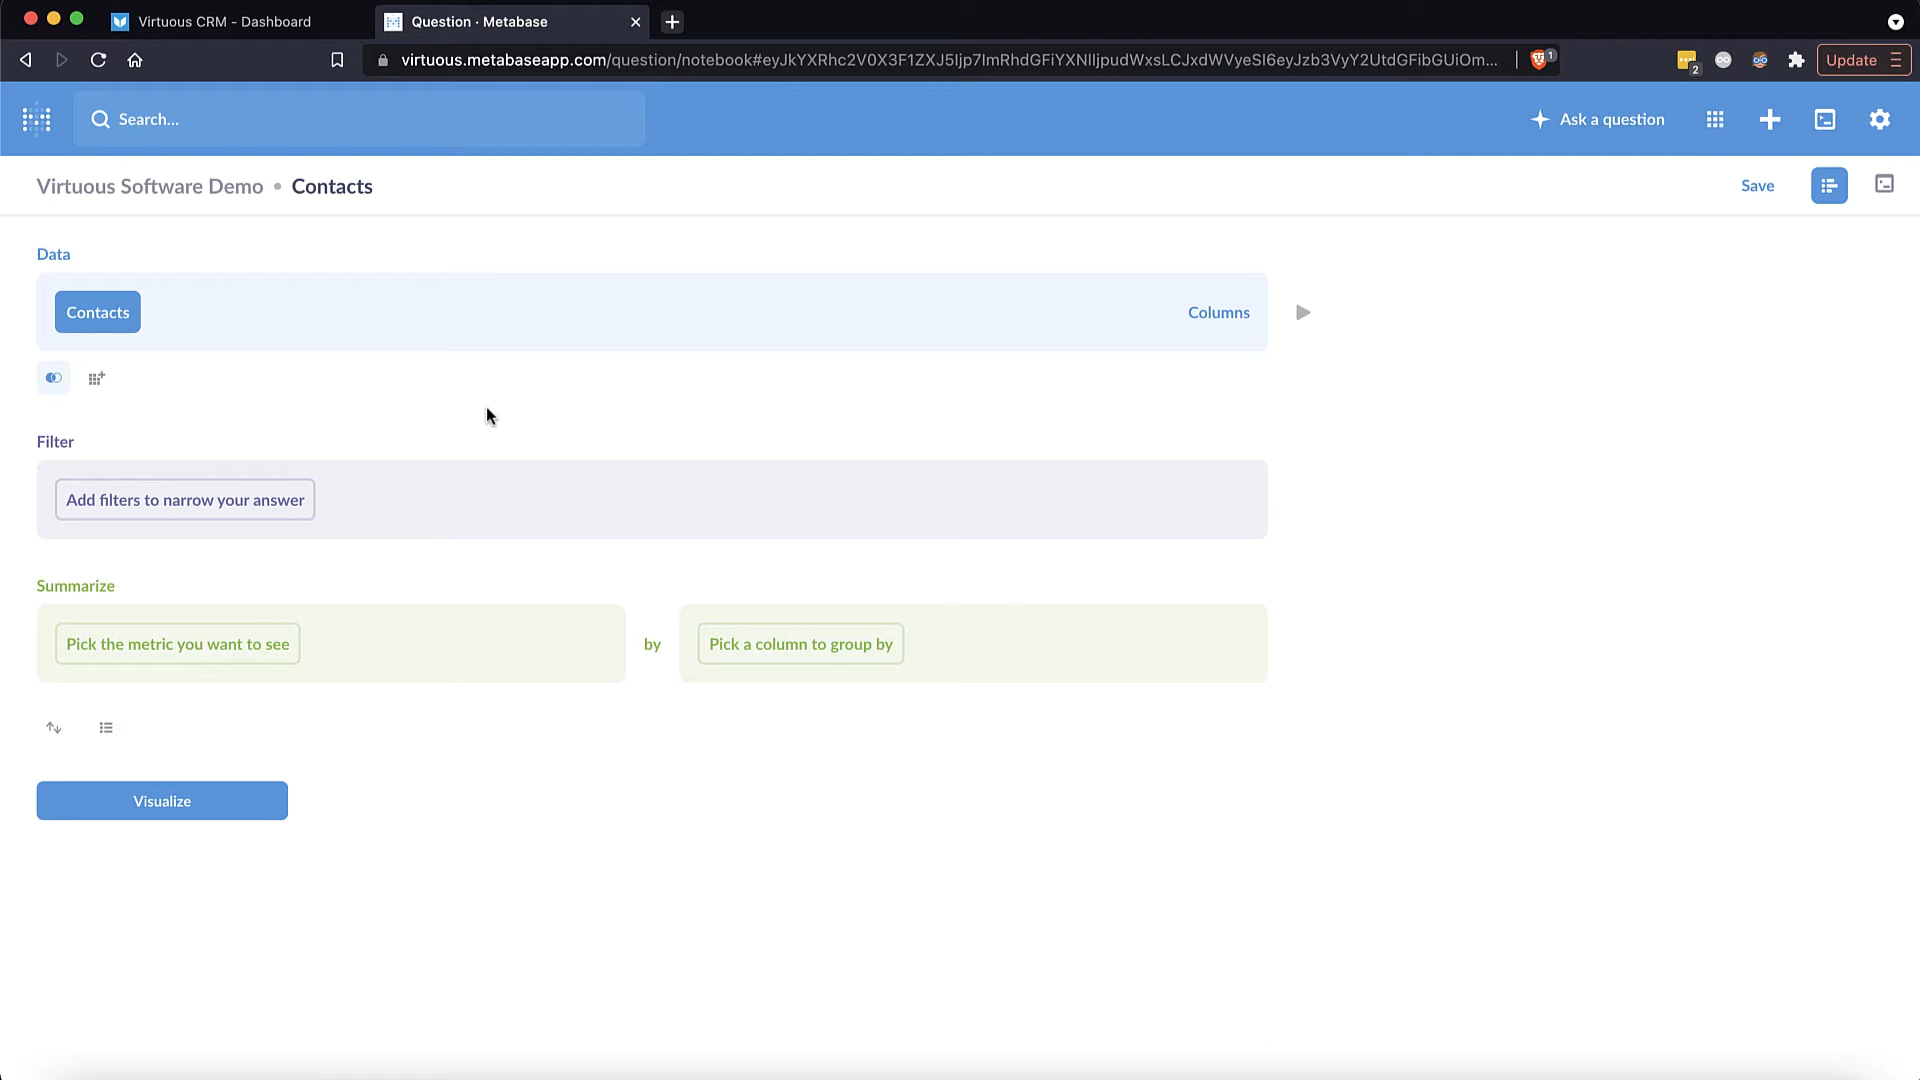 Virtuous CRM - Dashboard
Question · Metabase
virtuous.metabaseapp.com/question/notebook#eyJkYXRhc2V0X3F1ZXJ5Ijp7ImRhdGFiYXNlIjpudWxsLCJxdWVyeSI6eyJzb3VyY2UtdGFibGUiOm...
1
2
Update
Search...
Ask a question
Virtuous Software Demo • Contacts
Save
Data
Contacts
Columns
Filter
Add filters to narrow your answer
Summarize
Pick the metric you want to see
by
Pick a column to group by
Visualize